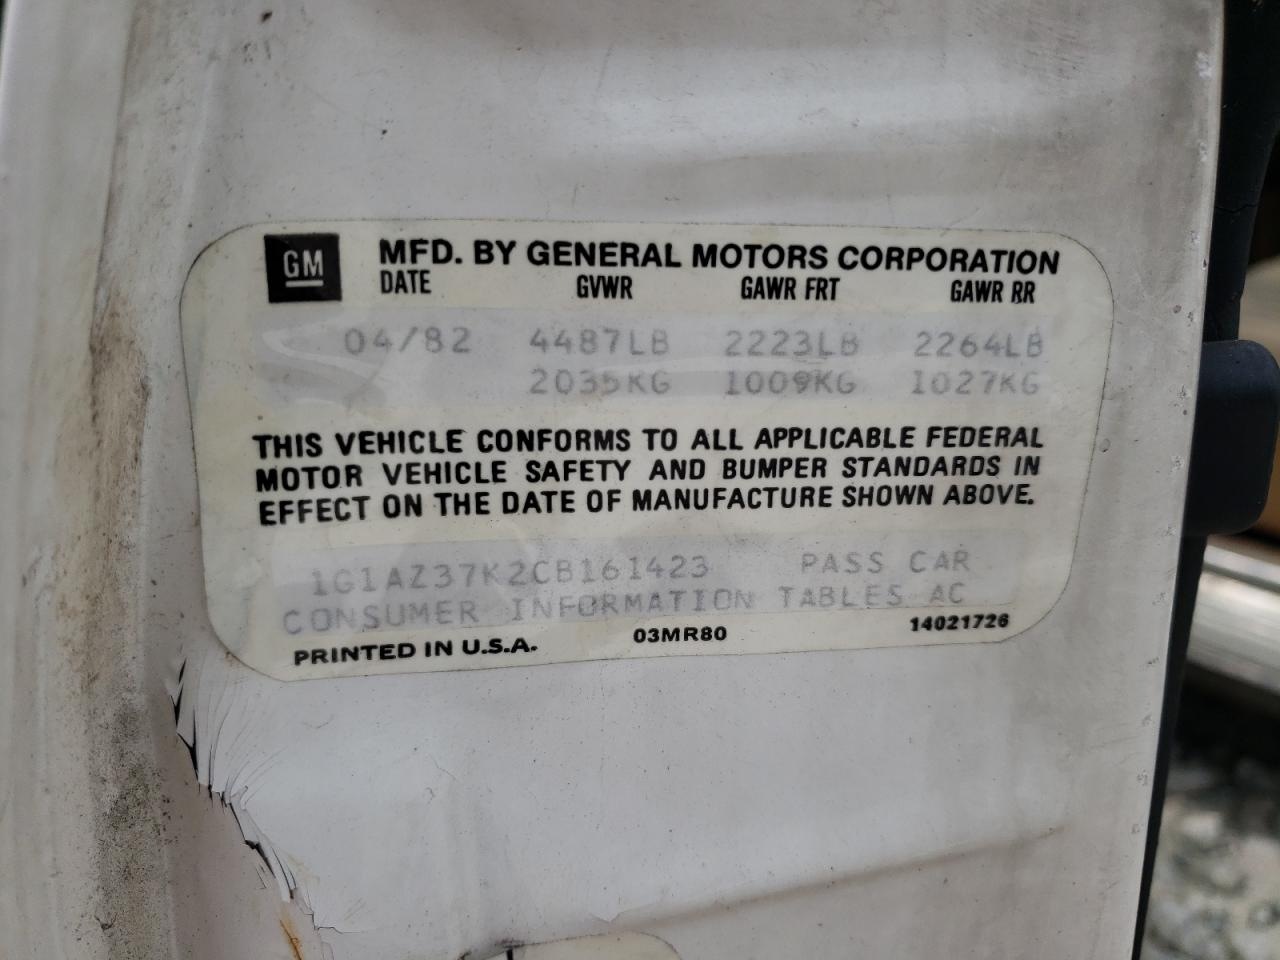 GM MFD. BY GENERAL MOTORS CORPORATION
DATE GVWR GAWR FRT GAWR RR
04/82 4487LB 2223LB 2264LB
2035KG 1009KG 1027KG
THIS VEHICLE CONFORMS TO ALL APPLICABLE FEDERAL
MOTOR VEHICLE SAFETY AND BUMPER STANDARDS IN
EFFECT ON THE DATE OF MANUFACTURE SHOWN ABOVE.
1G1AZ37K2CB161423 PASS CAR
CONSUMER INFORMATION TABLES AC
PRINTED IN U.S.A. 03MR80 14021726